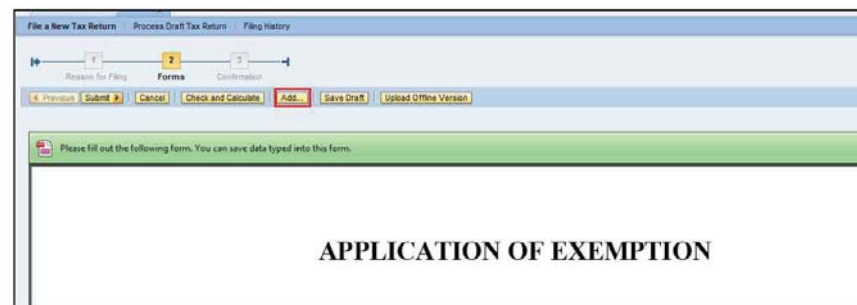 File a New Tax Return Process Draft Tax Return Filing History
1 2 3
Reason for Filing Forms Confirmation
Previous Submit Cancel Check and Calculate Add... Save Draft Upload Offline Version
Please fill out the following form. You can save data typed into this form.
APPLICATION OF EXEMPTION